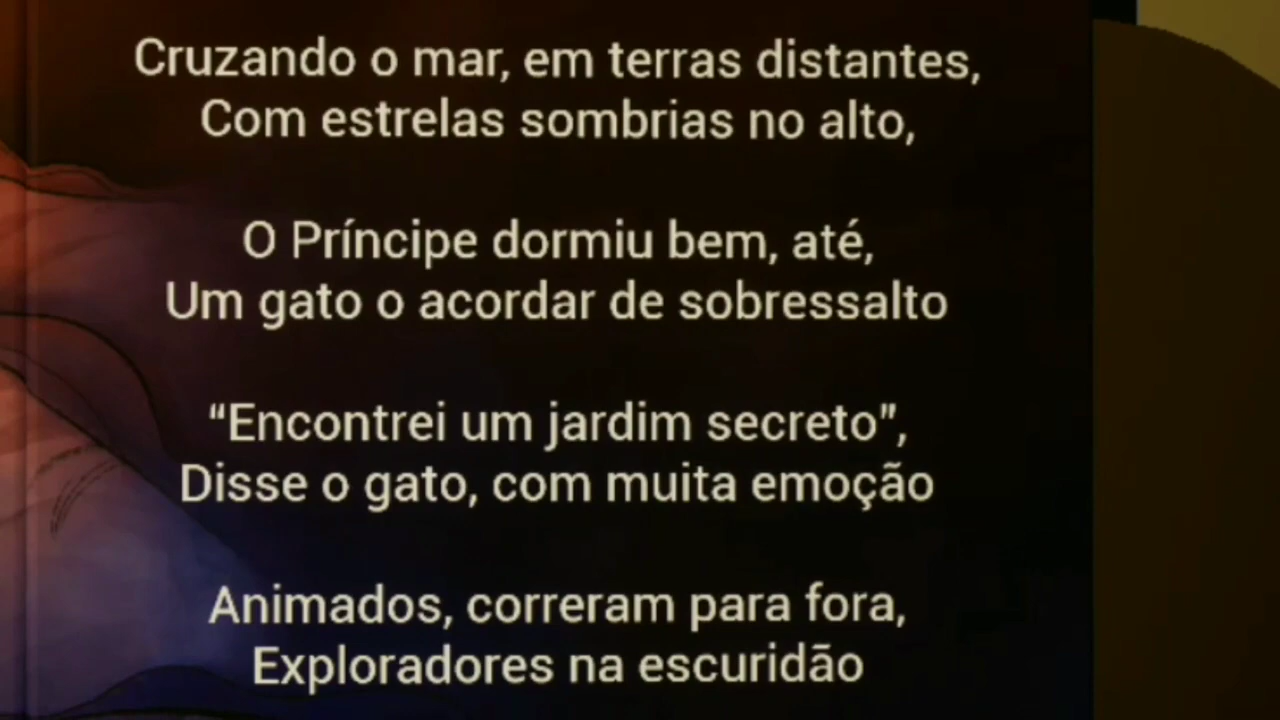 Cruzando o mar, em terras distantes,
Com estrelas sombrias no alto,
O Príncipe dormiu bem, até,
Um gato o acordar de sobressalto
“Encontrei um jardim secreto”,
Disse o gato, com muita emoção
Animados, correram para fora,
Exploradores na escuridão